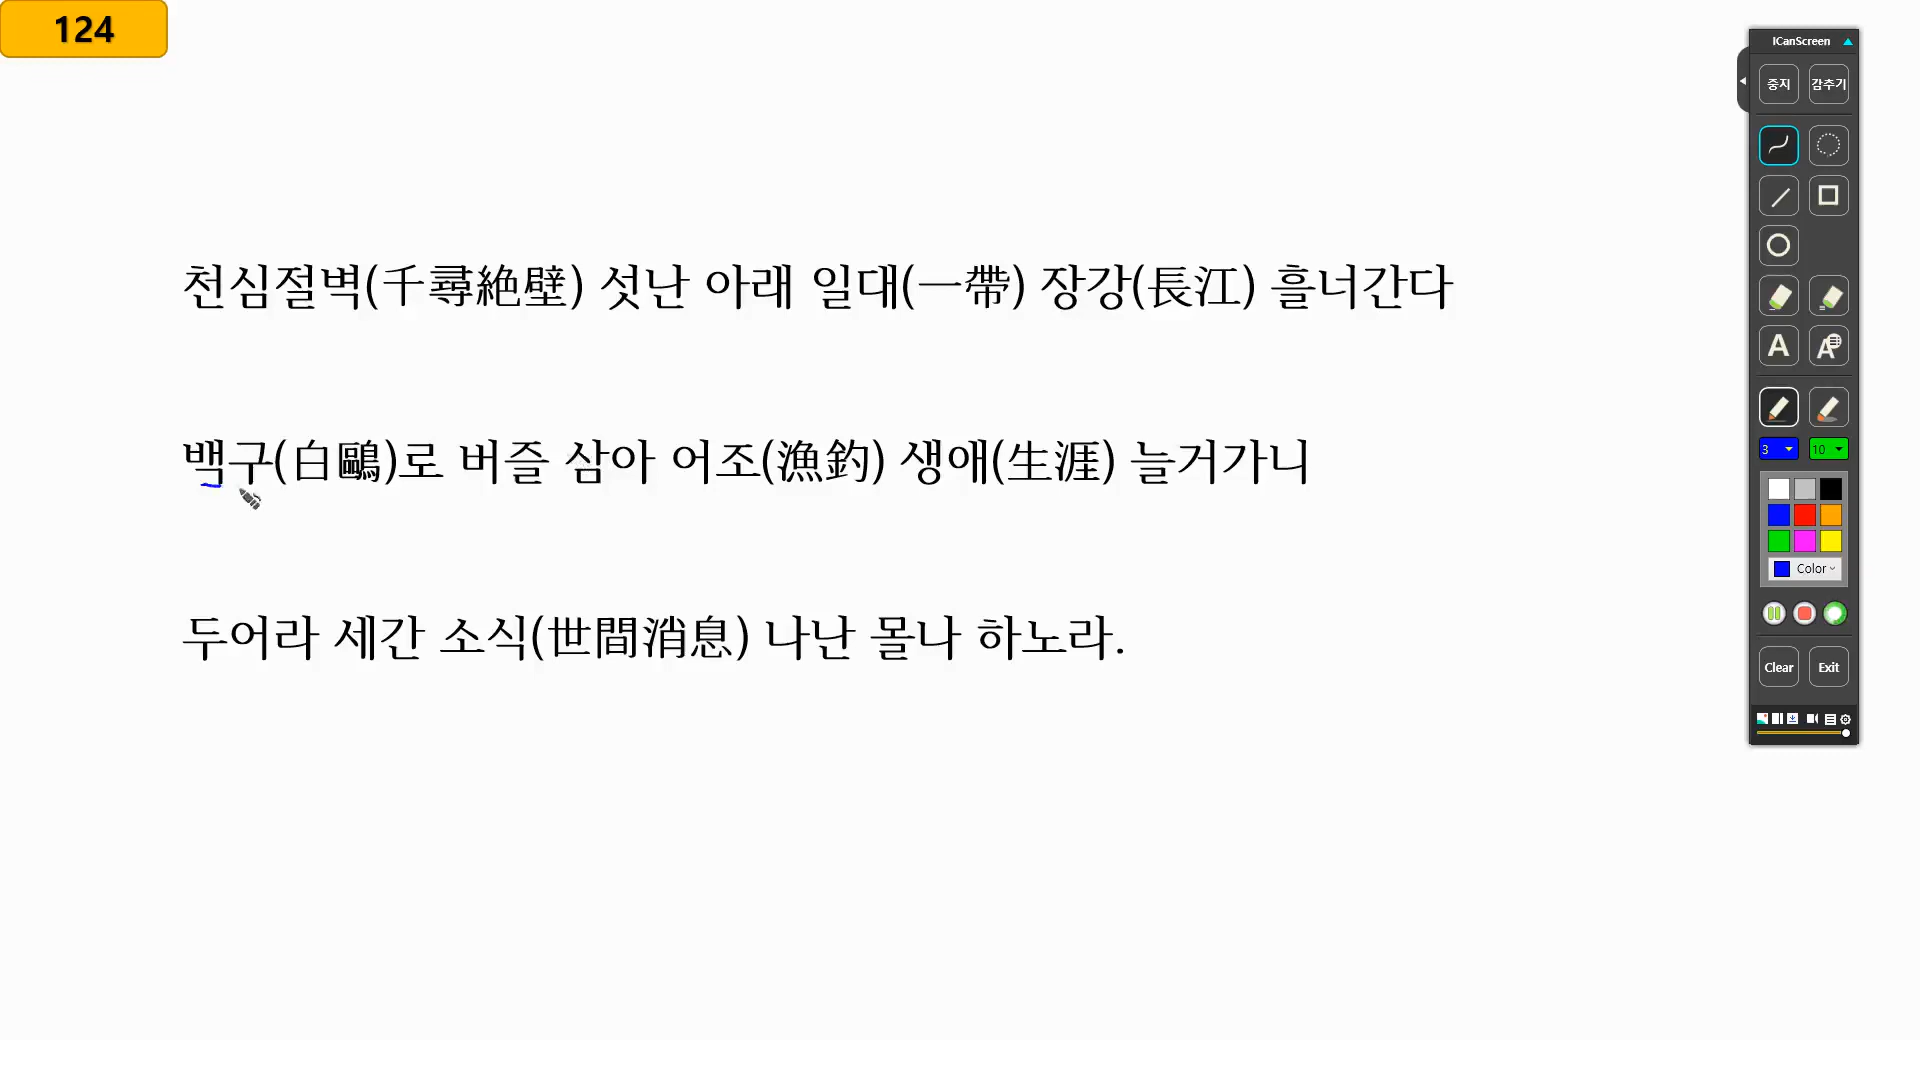 124
천심절벽(千尋絶壁) 섯난 아래 일대(一帶) 장강(長江) 흘너간다
백구(白鷗)로 버즐 삼아 어조(漁釣) 생애(生涯) 늘거가니
두어라 세간 소식(世間消息) 나난 몰나 하노라.
ICanScreen
중지 감추기
A A
3 10
Color
Clear Exit